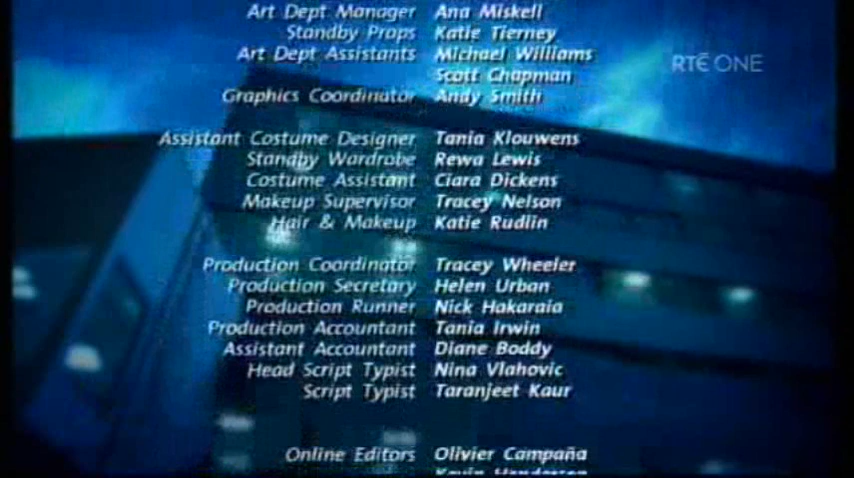 Art Dept Manager Ana Miskell
Standby Props Katie Tierney
Art Dept Assistants Michael Williams
Scott Chapman
RTÉ ONE
Graphics Coordinator Andy Smith
Assistant Costume Designer Tania Klouwens
Standby Wardrobe Rewa Lewis
Costume Assistant Ciara Dickens
Makeup Supervisor Tracey Nelson
Hair & Makeup Katie Rudlin
Production Coordinator Tracey Wheeler
Production Secretary Helen Urban
Production Runner Nick Hakaraia
Production Accountant Tania Irwin
Assistant Accountant Diane Boddy
Head Script Typist Nina Vlahovic
Script Typist Taranjeet Kaur
Online Editors Olivier Campaña
Kevin Henderson